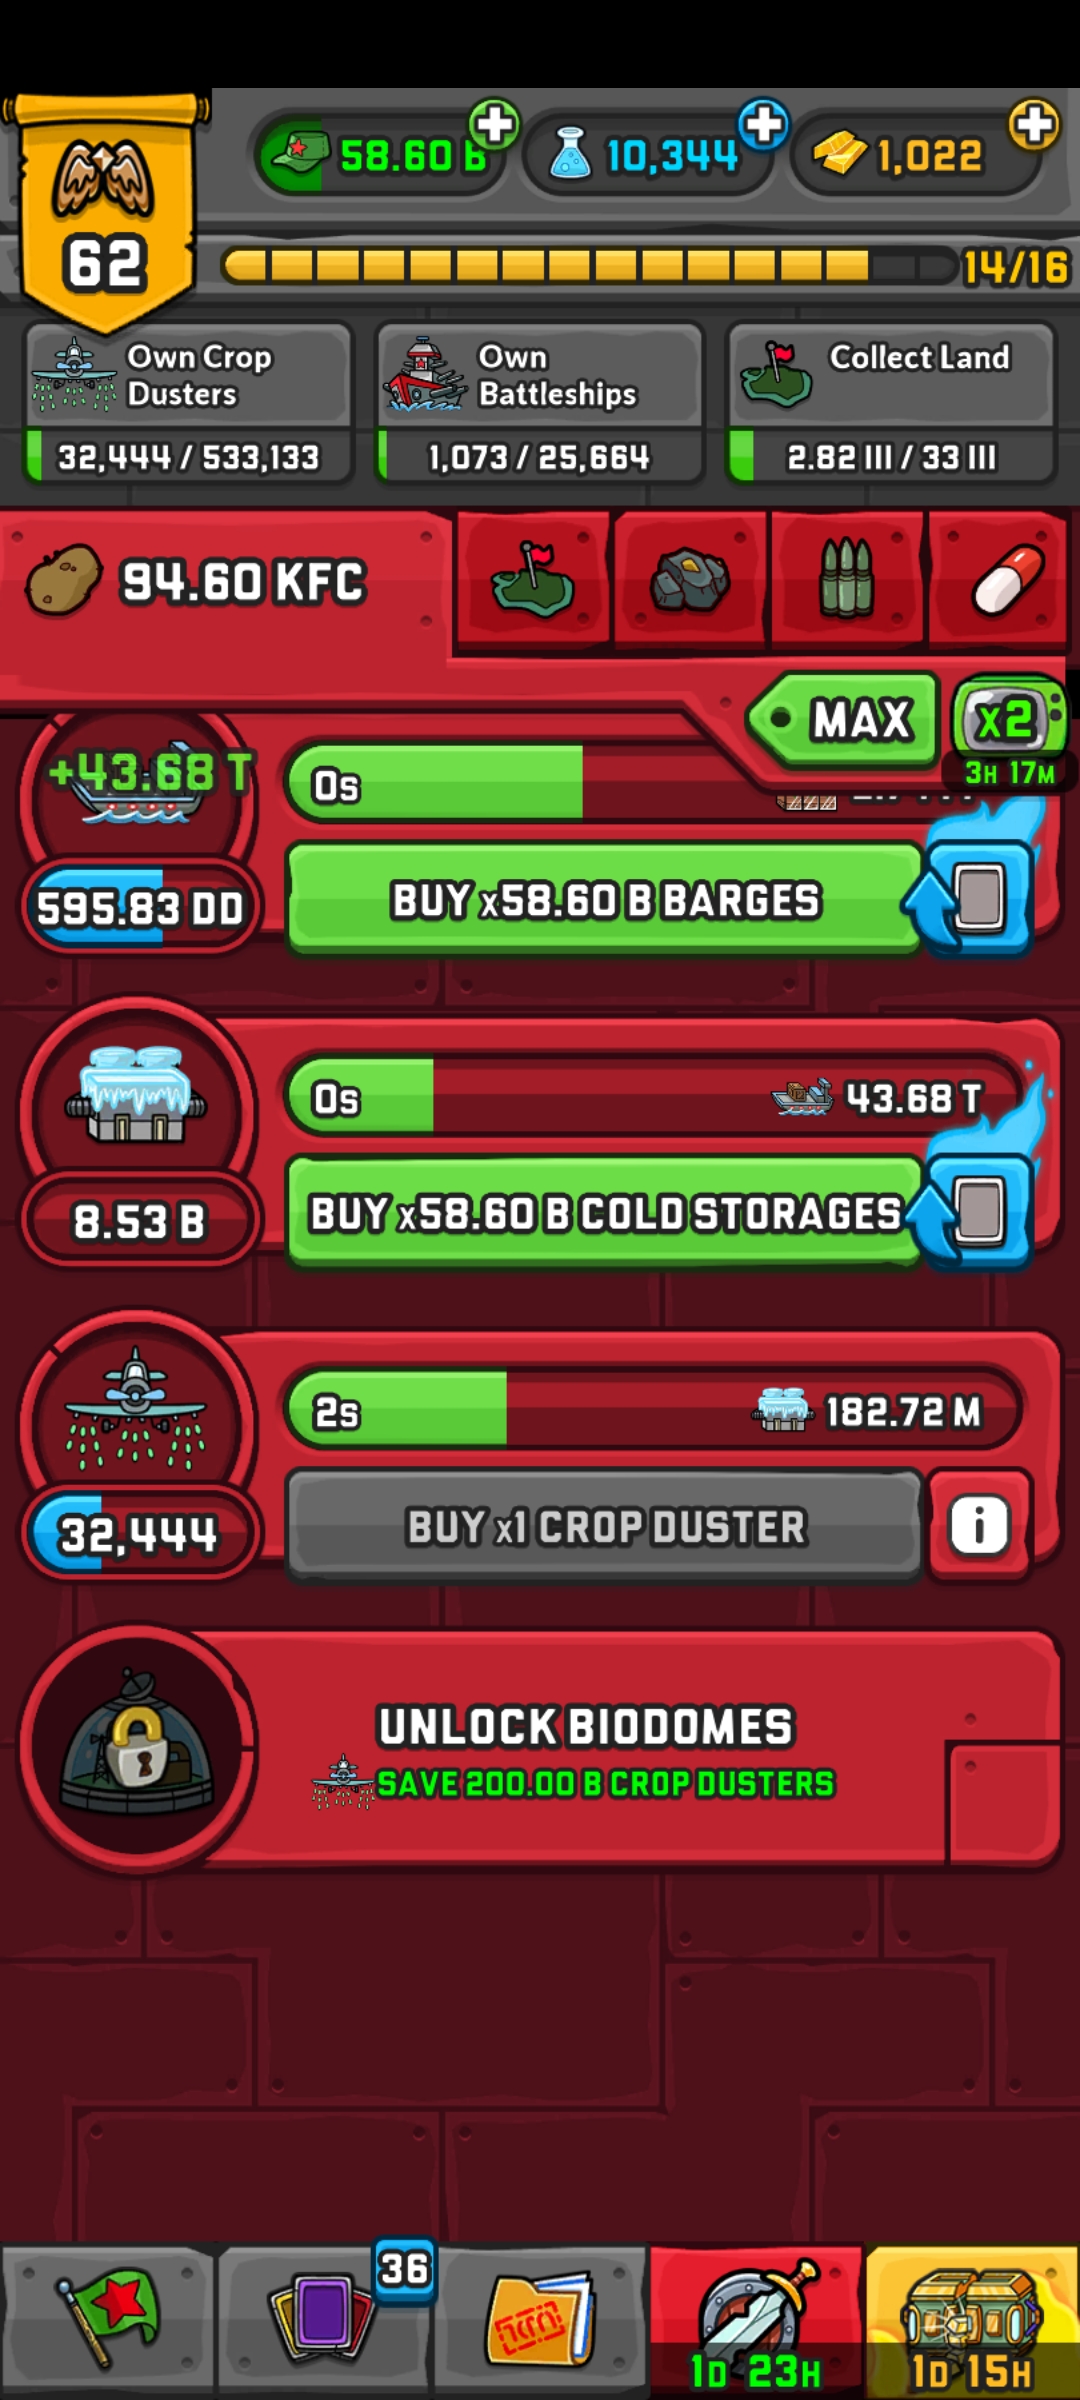 58.60 B
10,344
1,022
62
14/16
Own Crop
Dusters
32,444 / 533,133
Own
Battleships
1,073 / 25,664
Collect Land
2.82 III / 33 III
94.60 KFC
MAX
x2
3H 17M
+43.68 T
0s
595.83 DD
BUY x58.60 B BARGES
0s
43.68 T
8.53 B
BUY x58.60 B COLD STORAGES
2s
182.72 M
32,444
BUY x1 CROP DUSTER
i
UNLOCK BIODOMES
SAVE 200.00 B CROP DUSTERS
36
1D 23H
1D 15H